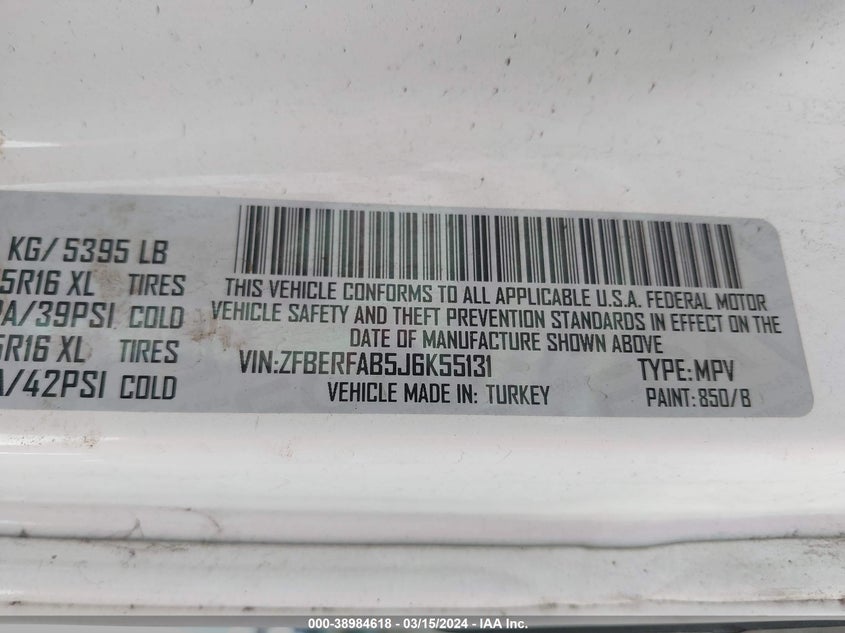 KG/ 5395 LB
5R16 XL TIRES
A/39PSI COLD
5R16 XL TIRES
A/42PSI COLD
THIS VEHICLE CONFORMS TO ALL APPLICABLE U.S.A. FEDERAL MOTOR
VEHICLE SAFETY AND THEFT PREVENTION STANDARDS IN EFFECT ON THE
DATE OF MANUFACTURE SHOWN ABOVE
VIN:ZFBERFAB5J6K55131 TYPE:MPV
VEHICLE MADE IN: TURKEY PAINT:850/B
000-38984618 - 03/15/2024 - IAA Inc.